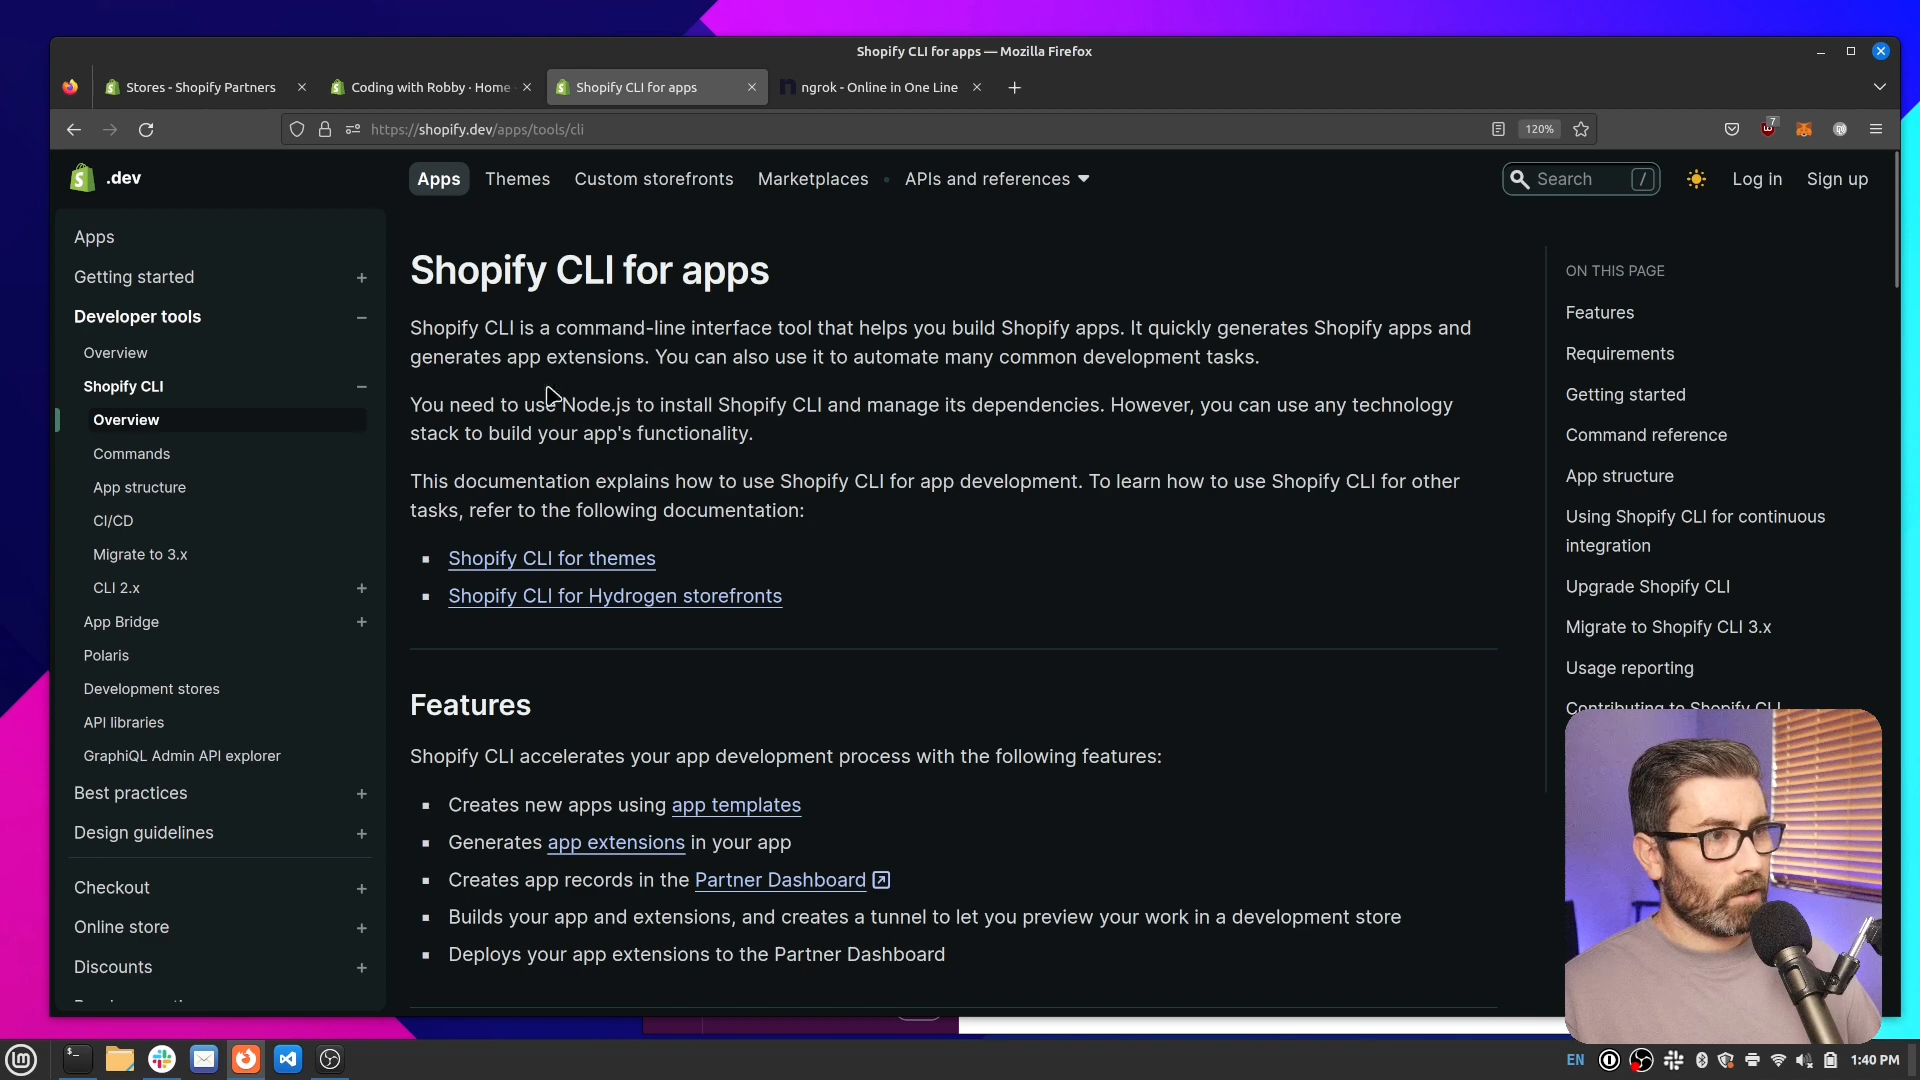 Shopify CLI for apps — Mozilla Firefox
Stores - Shopify Partners
Coding with Robby · Home
Shopify CLI for apps
ngrok - Online in One Line
https://shopify.dev/apps/tools/cli
120%
7
.dev
Apps
Themes
Custom storefronts
Marketplaces
APIs and references
Search
/
Log in
Sign up
Apps
Getting started
Developer tools
Overview
Shopify CLI
Overview
Commands
App structure
CI/CD
Migrate to 3.x
CLI 2.x
App Bridge
Polaris
Development stores
API libraries
GraphiQL Admin API explorer
Best practices
Design guidelines
Checkout
Online store
Discounts
Shopify CLI for apps
Shopify CLI is a command-line interface tool that helps you build Shopify apps. It quickly generates Shopify apps and
generates app extensions. You can also use it to automate many common development tasks.
You need to use Node.js to install Shopify CLI and manage its dependencies. However, you can use any technology
stack to build your app's functionality.
This documentation explains how to use Shopify CLI for app development. To learn how to use Shopify CLI for other
tasks, refer to the following documentation:
Shopify CLI for themes
Shopify CLI for Hydrogen storefronts
Features
Shopify CLI accelerates your app development process with the following features:
Creates new apps using app templates
Generates app extensions in your app
Creates app records in the Partner Dashboard
Builds your app and extensions, and creates a tunnel to let you preview your work in a development store
Deploys your app extensions to the Partner Dashboard
ON THIS PAGE
Features
Requirements
Getting started
Command reference
App structure
Using Shopify CLI for continuous
integration
Upgrade Shopify CLI
Migrate to Shopify CLI 3.x
Usage reporting
Contributing to Shopify CLI
EN
1:40 PM